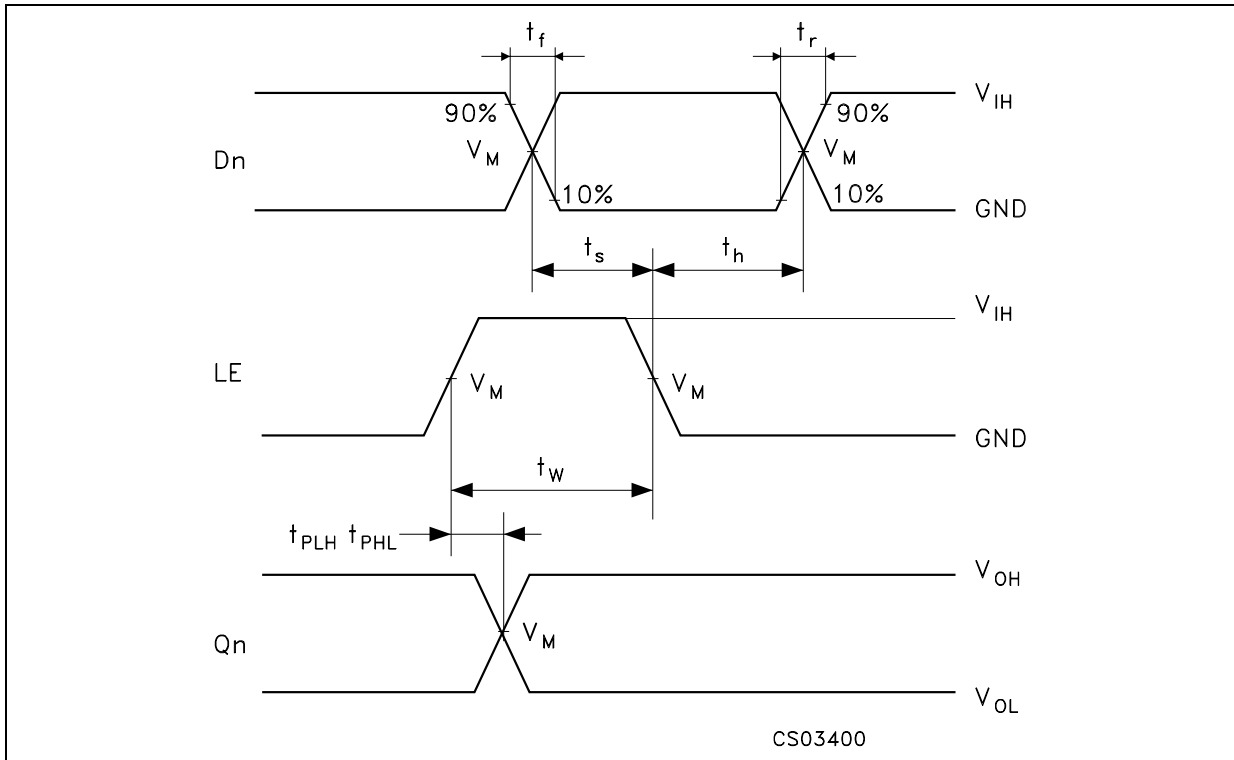 t_f t_r
V_IH
90% 90%
V_M V_M
Dn
10% 10%
GND
t_s t_h
V_IH
LE
V_M V_M
GND
t_W
t_PLH t_PHL
V_OH
Qn
V_M
V_OL
CS03400